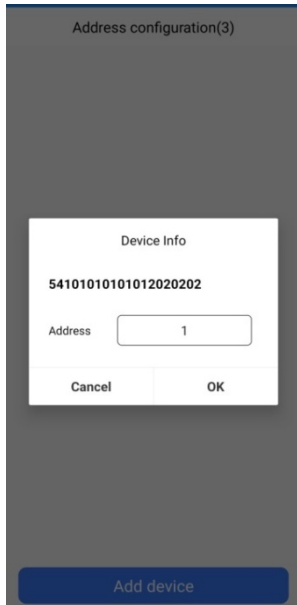 Address configuration(3)
Device Info
54101010101012020202
Address 1
Cancel OK
Add device